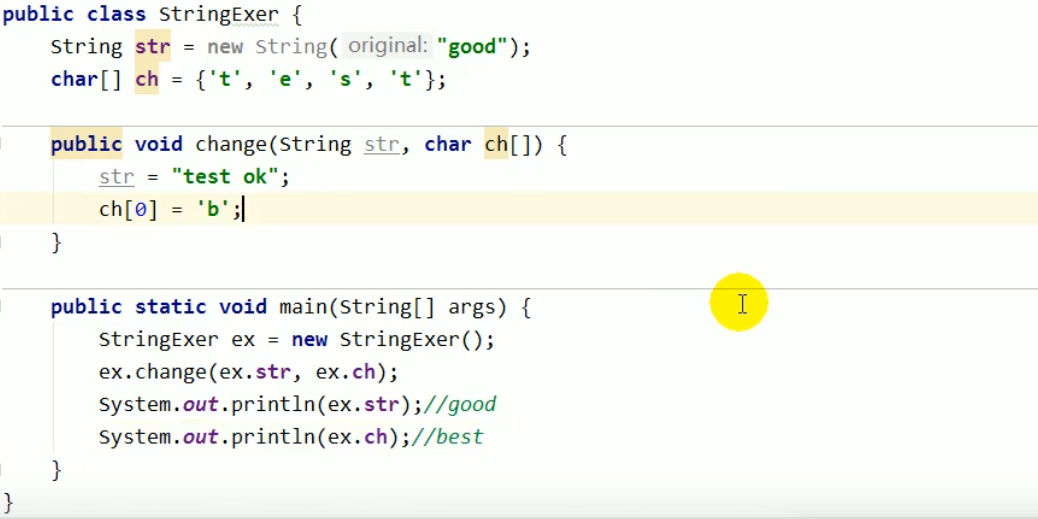 public class StringExer {
String str = new String( original: "good");
char[] ch = {'t', 'e', 's', 't'};
public void change(String str, char ch[]) {
str = "test ok";
ch[0] = 'b';
}
public static void main(String[] args) {
StringExer ex = new StringExer();
ex.change(ex.str, ex.ch);
System.out.println(ex.str);//good
System.out.println(ex.ch);//best
}
}